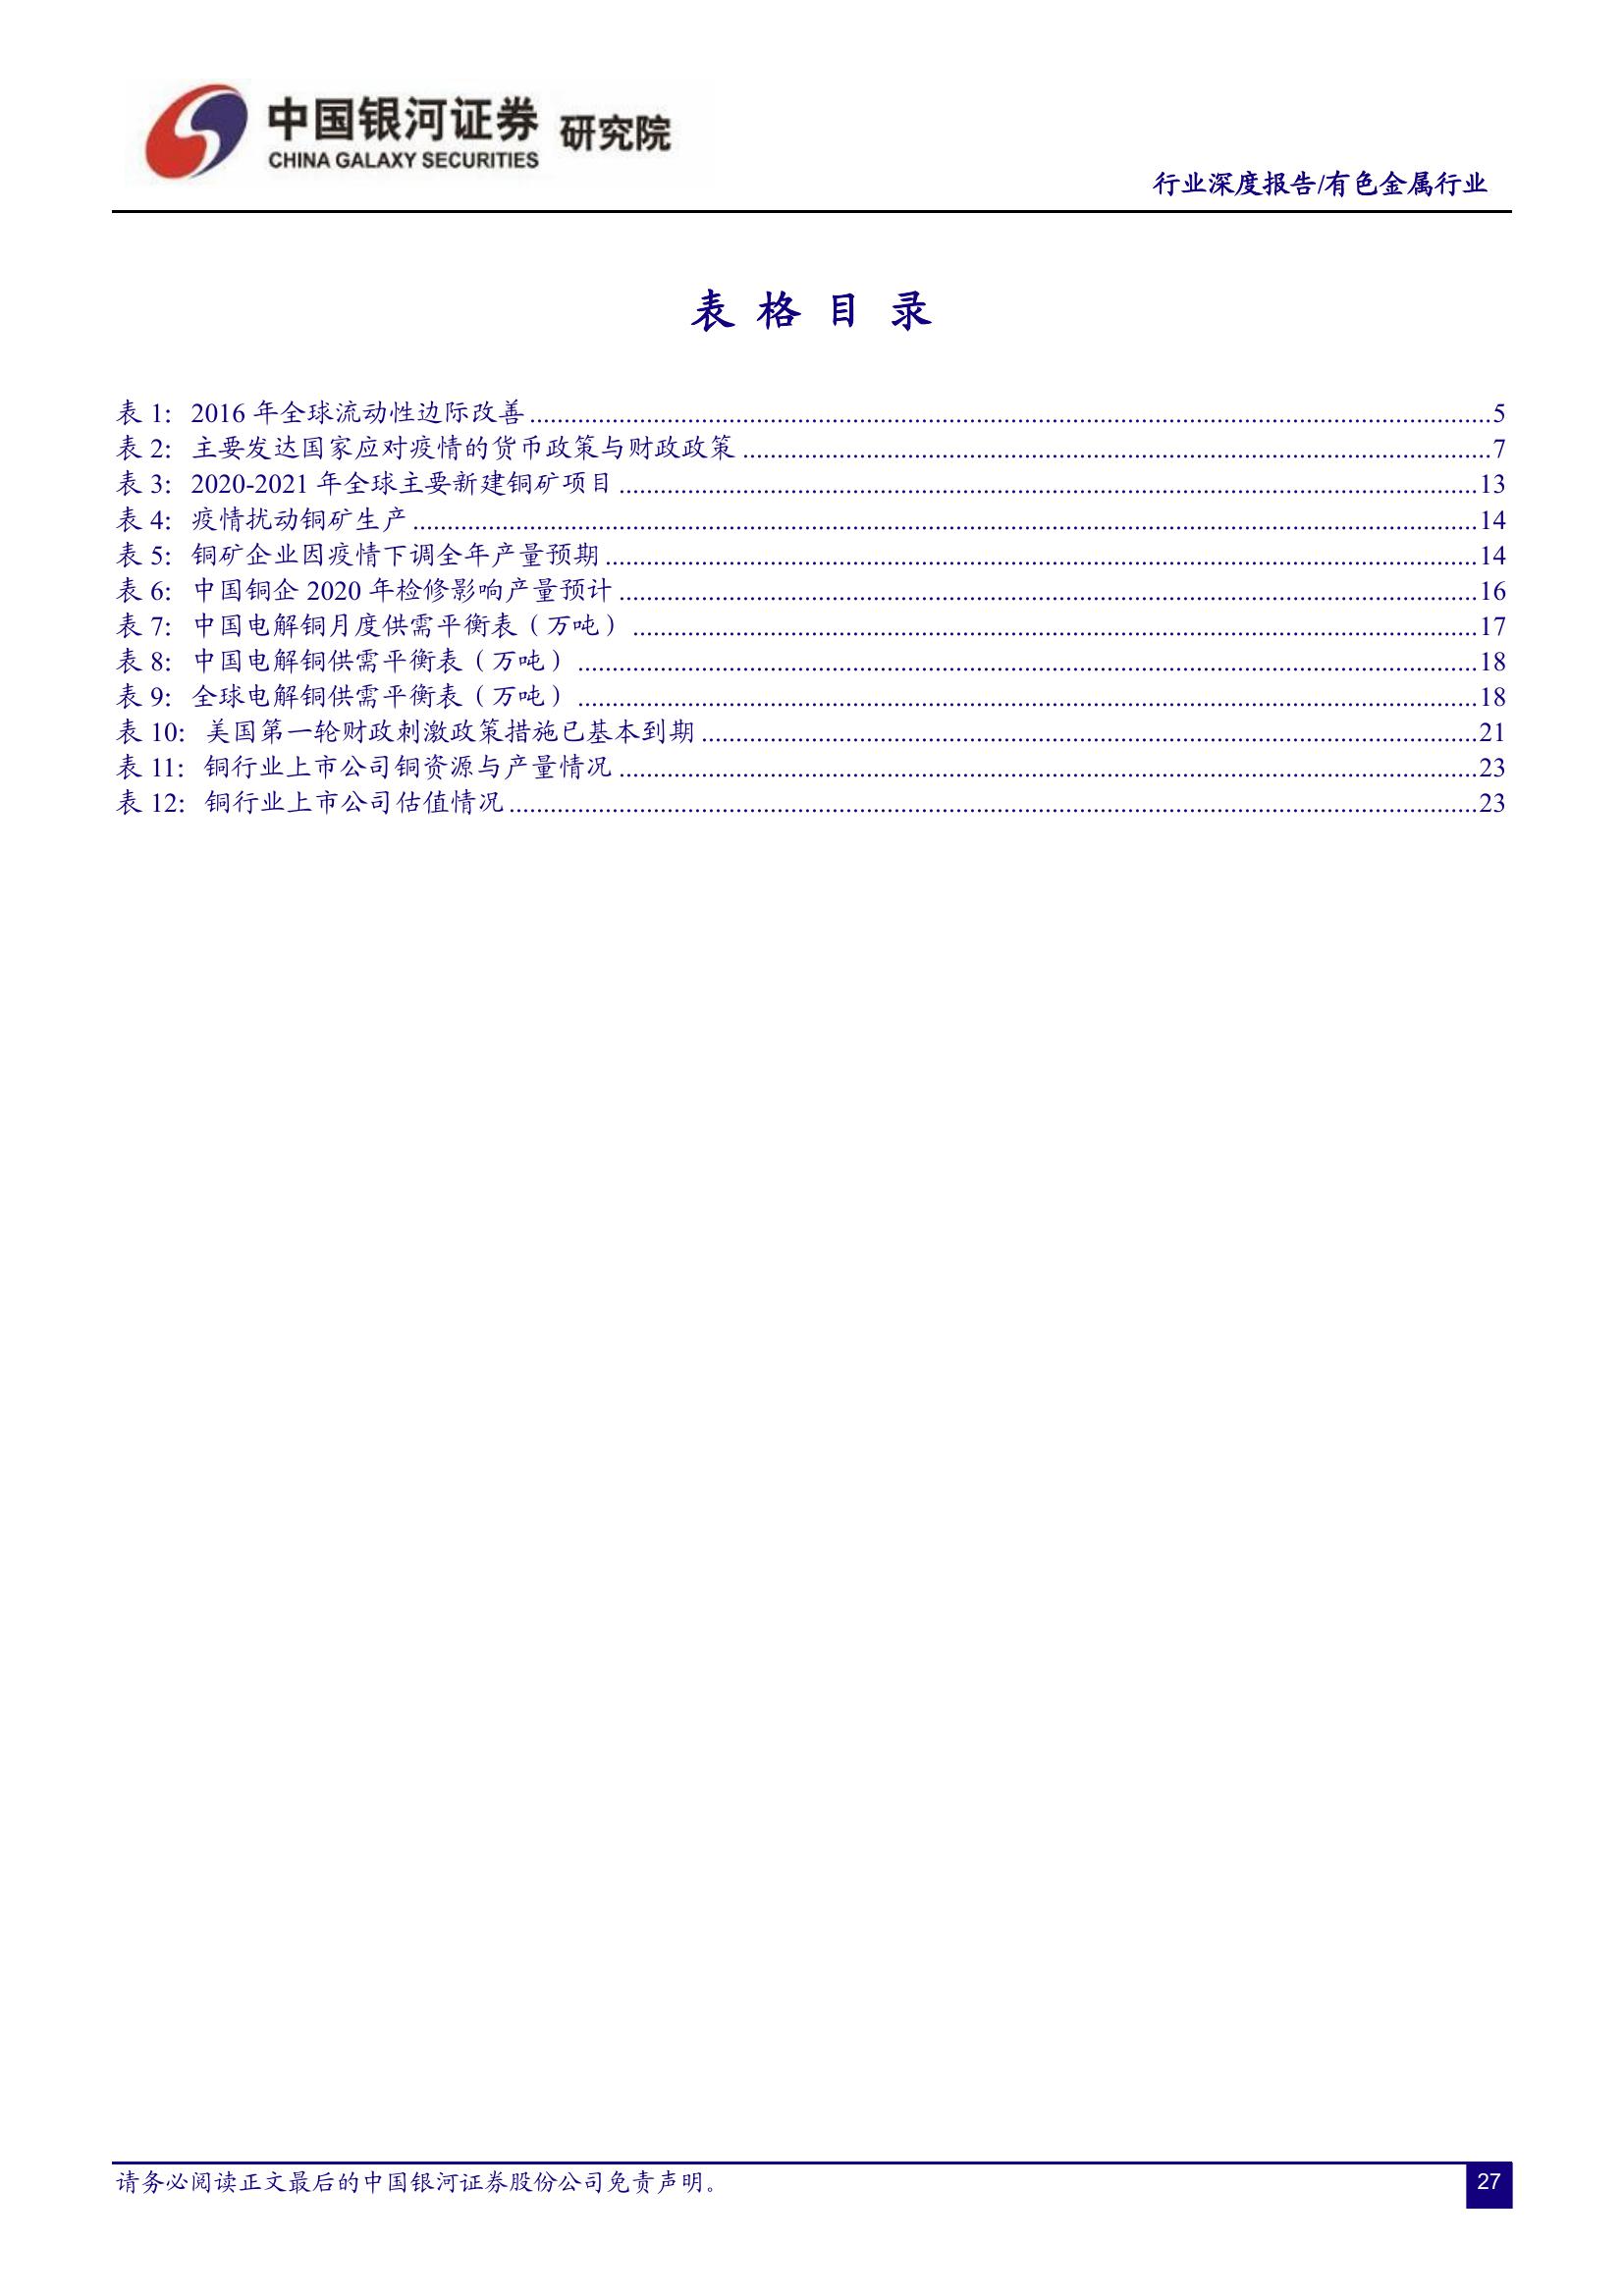 中国银河证券 研究院
CHINA GALAXY SECURITIES
行业深度报告/有色金属行业
表 格 目 录
表 1: 2016 年全球流动性边际改善..........5
表 2: 主要发达国家应对疫情的货币政策与财政政策..........7
表 3: 2020-2021 年全球主要新建铜矿项目..........13
表 4: 疫情扰动铜矿生产..........14
表 5: 铜矿企业因疫情下调全年产量预期..........14
表 6: 中国铜企 2020 年检修影响产量预计..........16
表 7: 中国电解铜月度供需平衡表（万吨）..........17
表 8: 中国电解铜供需平衡表（万吨）..........18
表 9: 全球电解铜供需平衡表（万吨）..........18
表 10: 美国第一轮财政刺激政策措施已基本到期..........21
表 11: 铜行业上市公司铜资源与产量情况..........23
表 12: 铜行业上市公司估值情况..........23
请务必阅读正文最后的中国银河证券股份公司免责声明。
27